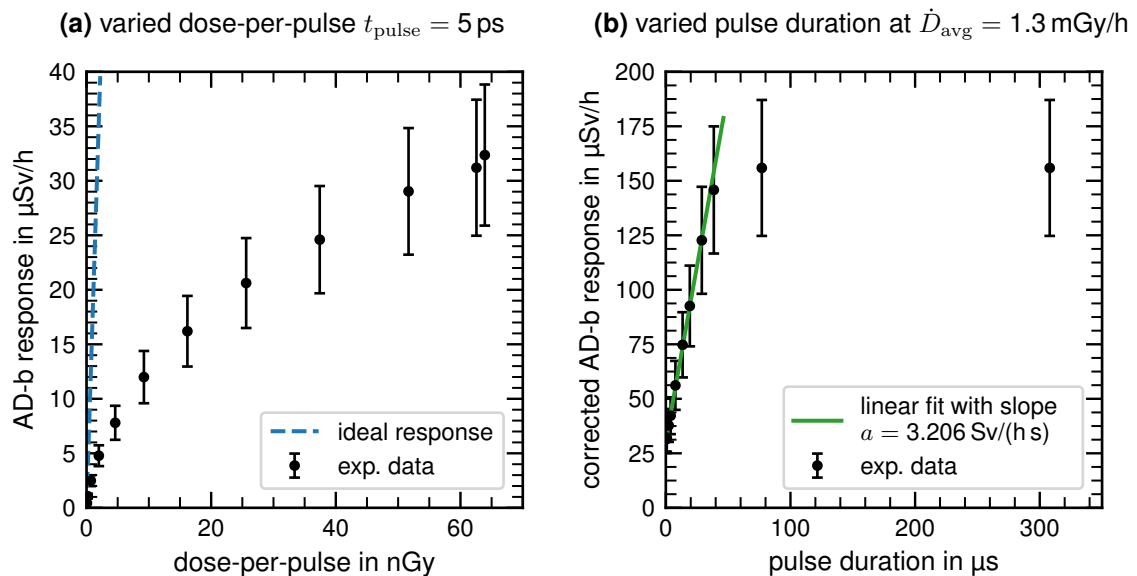 (a) varied dose-per-pulse t_pulse = 5 ps
40
35
30
25
20
15
10
5
0
0 20 40 60
AD-b response in µSv/h
dose-per-pulse in nGy
ideal response
exp. data
(b) varied pulse duration at Ḋ_avg = 1.3 mGy/h
200
175
150
125
100
75
50
25
0
0 100 200 300
corrected AD-b response in µSv/h
pulse duration in µs
linear fit with slope
a = 3.206 Sv/(h s)
exp. data